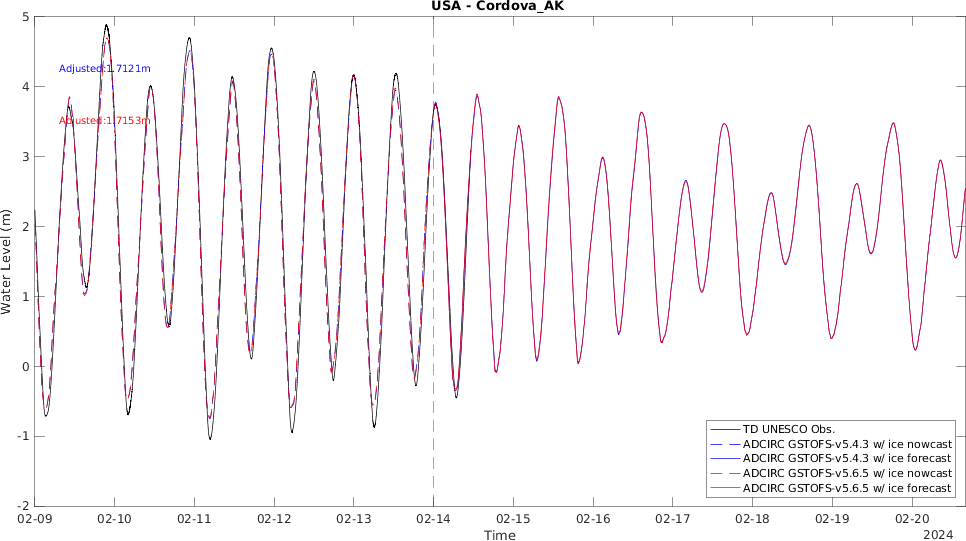 USA - Cordova_AK
5
4
3
2
1
0
-1
-2
Water Level (m)
Adjusted:1.7121m
Adjusted:1.7153m
TD UNESCO Obs.
ADCIRC GSTOFS-v5.4.3 w/ ice nowcast
ADCIRC GSTOFS-v5.4.3 w/ ice forecast
ADCIRC GSTOFS-v5.6.5 w/ ice nowcast
ADCIRC GSTOFS-v5.6.5 w/ ice forecast
02-09 02-10 02-11 02-12 02-13 02-14 02-15 02-16 02-17 02-18 02-19 02-20
Time
2024